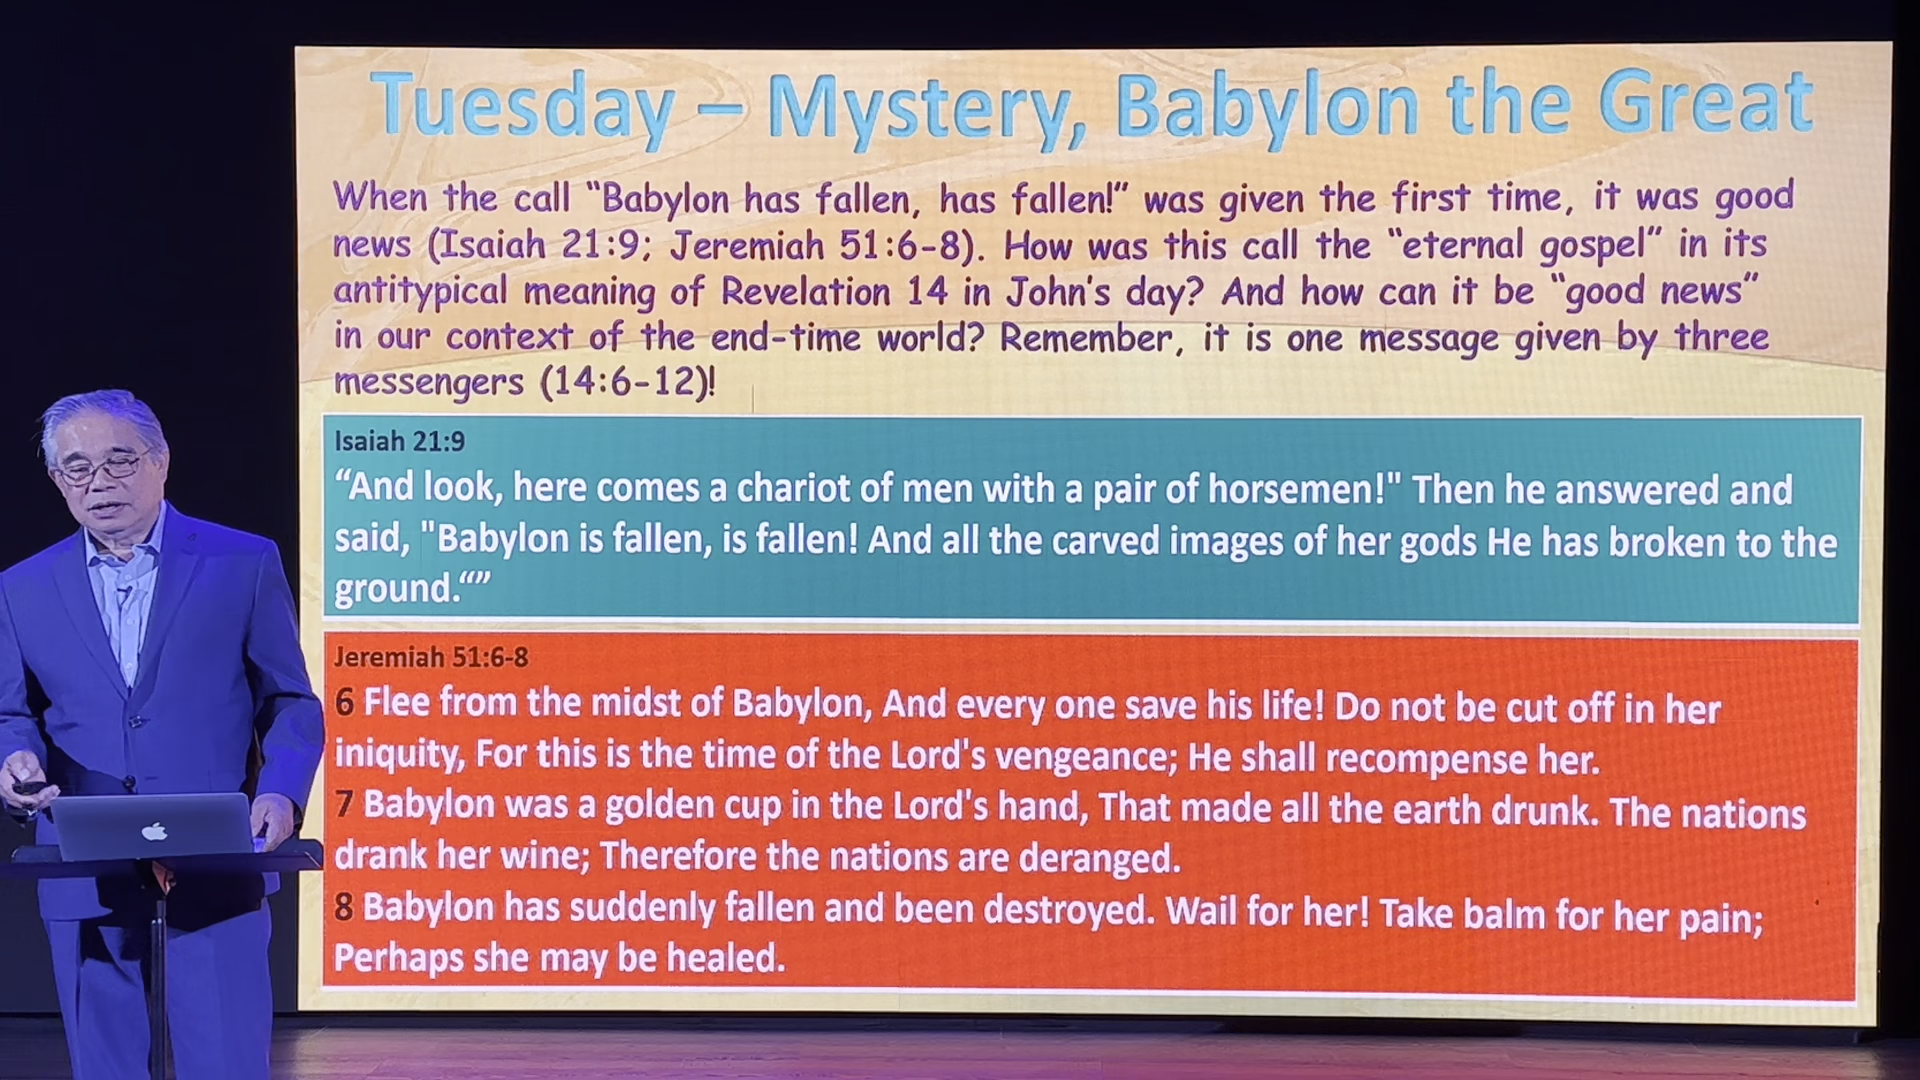 Tuesday – Mystery, Babylon the Great
When the call “Babylon has fallen, has fallen!” was given the first time, it was good
news (Isaiah 21:9; Jeremiah 51:6-8). How was this call the “eternal gospel” in its
antitypical meaning of Revelation 14 in John's day? And how can it be “good news”
in our context of the end-time world? Remember, it is one message given by three
messengers (14:6-12)!
Isaiah 21:9
“And look, here comes a chariot of men with a pair of horsemen!" Then he answered and
said, "Babylon is fallen, is fallen! And all the carved images of her gods He has broken to the
ground.“”
Jeremiah 51:6-8
6 Flee from the midst of Babylon, And every one save his life! Do not be cut off in her
iniquity, For this is the time of the Lord's vengeance; He shall recompense her.
7 Babylon was a golden cup in the Lord's hand, That made all the earth drunk. The nations
drank her wine; Therefore the nations are deranged.
8 Babylon has suddenly fallen and been destroyed. Wail for her! Take balm for her pain;
Perhaps she may be healed.